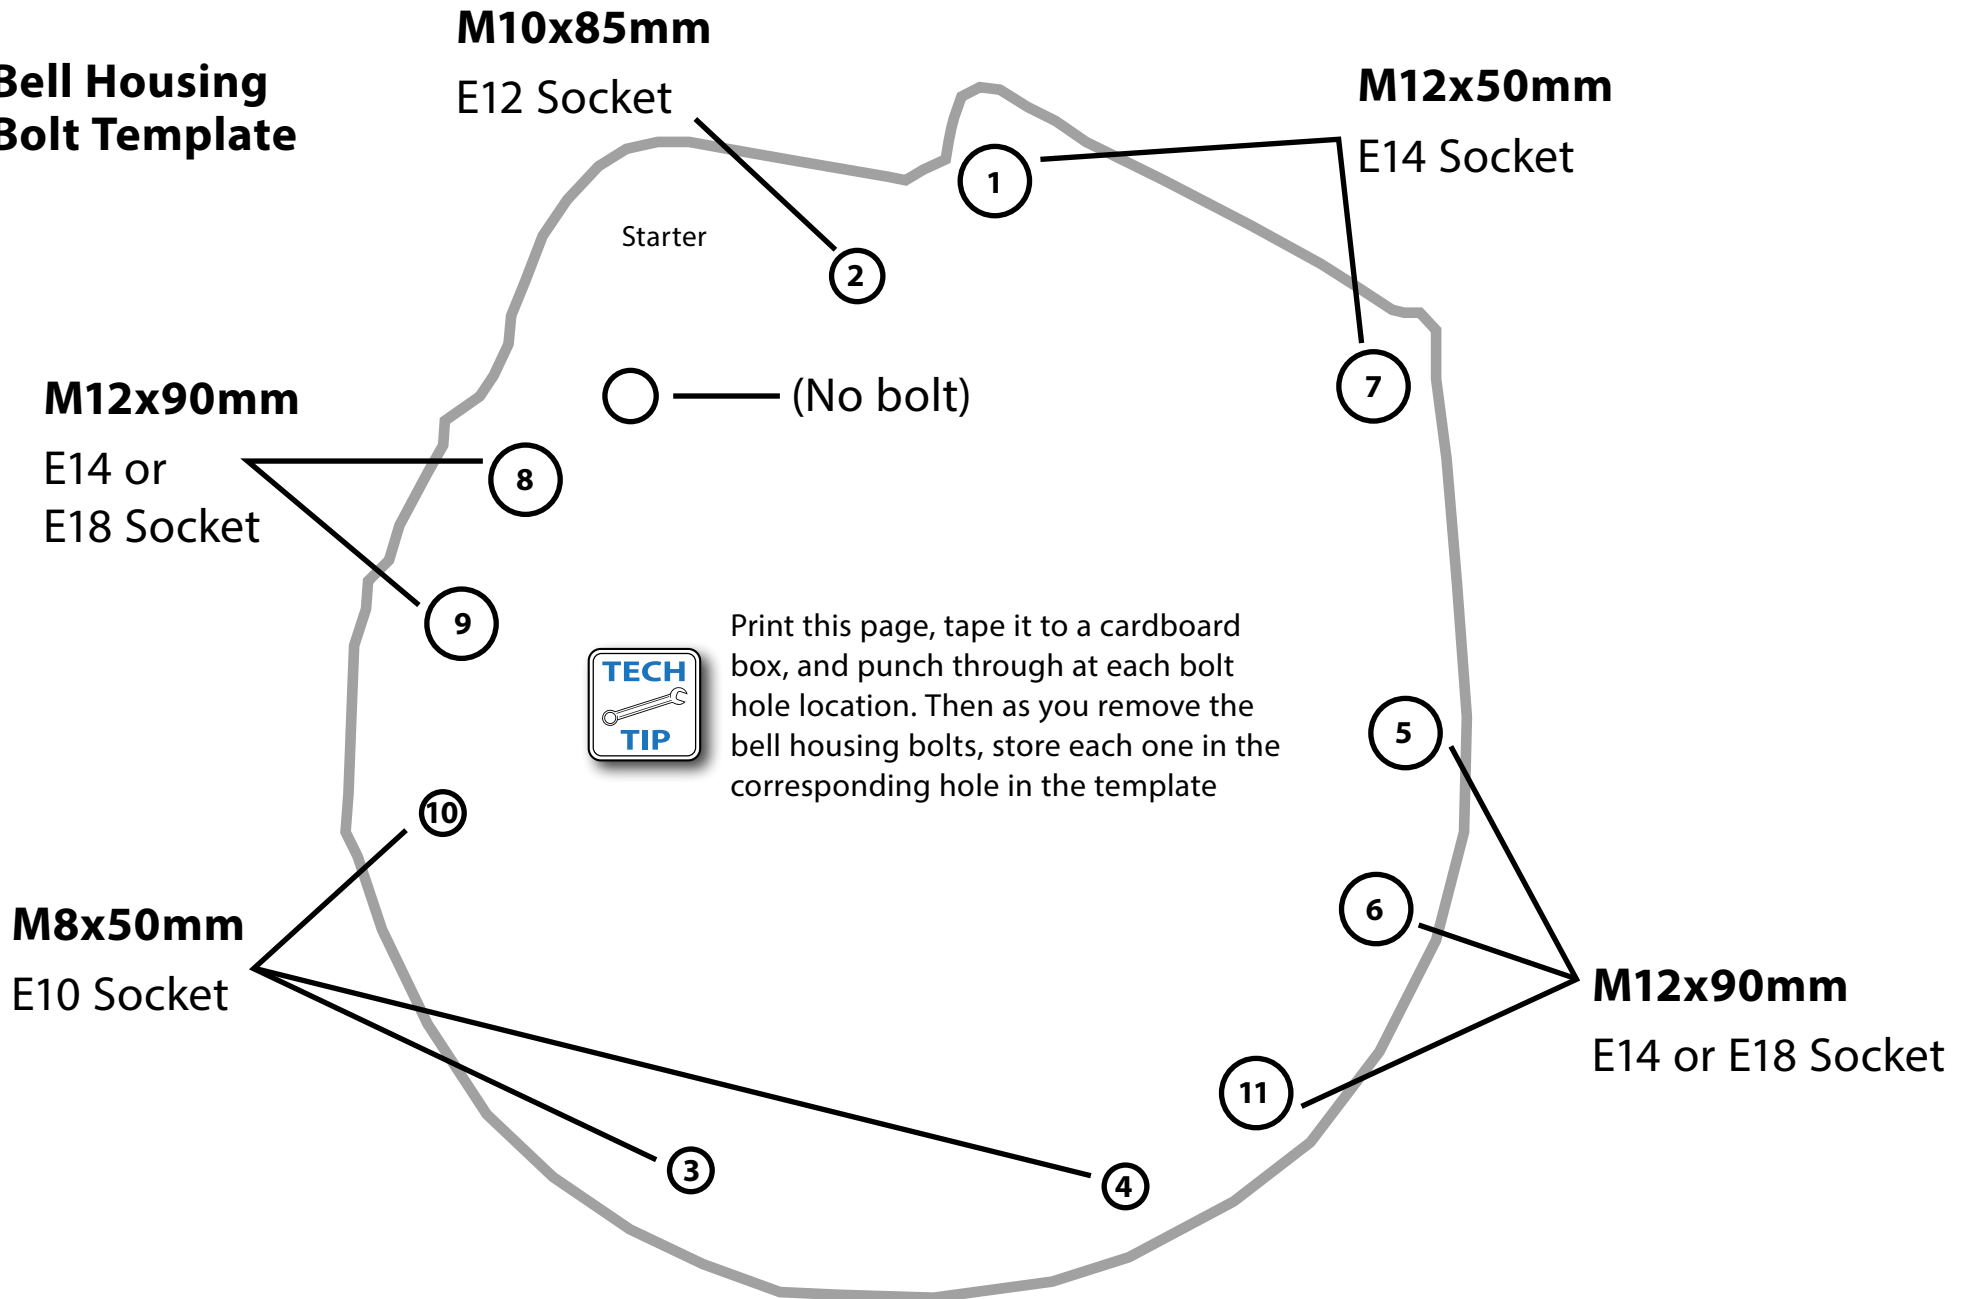 Bell Housing
Bolt Template
M10x85mm
E12 Socket
M12x50mm
E14 Socket
1
Starter
2
7
(No bolt)
M12x90mm
E14 or
E18 Socket
8
9
TECH
TIP
Print this page, tape it to a cardboard
box, and punch through at each bolt
hole location. Then as you remove the
bell housing bolts, store each one in the
corresponding hole in the template
5
10
6
M8x50mm
E10 Socket
M12x90mm
E14 or E18 Socket
11
3
4